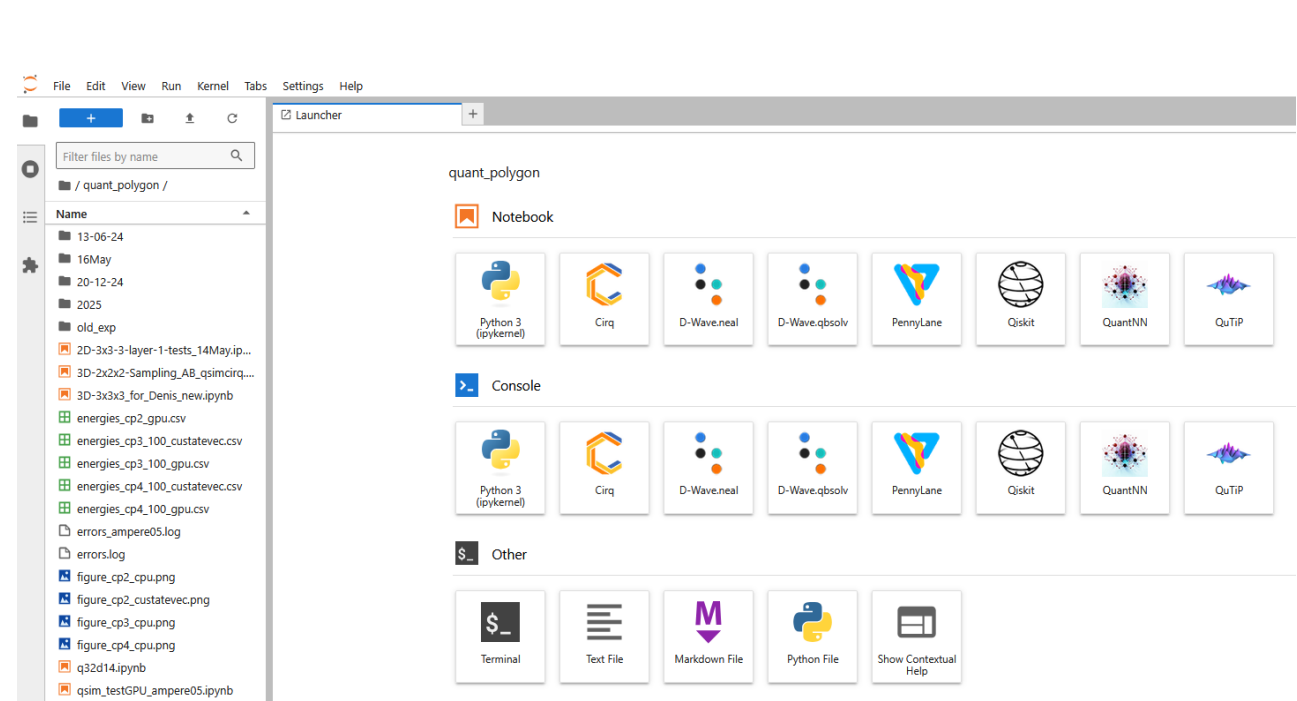 File Edit View Run Kernel Tabs Settings Help
+
Launcher
+
Filter files by name
/ quant_polygon /
Name
13-06-24
16May
20-12-24
2025
old_exp
2D-3x3-3-layer-1-tests_14May.ip...
3D-2x2x2-Sampling_AB_qsimcirq....
3D-3x3x3_for_Denis_new.ipynb
energies_cp2_gpu.csv
energies_cp3_100_custatevec.csv
energies_cp3_100_gpu.csv
energies_cp4_100_custatevec.csv
energies_cp4_100_gpu.csv
errors_ampere05.log
errors.log
figure_cp2_cpu.png
figure_cp2_custatevec.png
figure_cp3_cpu.png
figure_cp4_cpu.png
q32d14.ipynb
qsim_testGPU_ampere05.ipynb
quant_polygon
Notebook
Python 3
(ipykernel)
Cirq
D-Wave.neal
D-Wave.qbsolv
PennyLane
Qiskit
QuantNN
QuTiP
>_ Console
Python 3
(ipykernel)
Cirq
D-Wave.neal
D-Wave.qbsolv
PennyLane
Qiskit
QuantNN
QuTiP
$_ Other
$_
Terminal
Text File
M
Markdown File
Python File
Show Contextual
Help